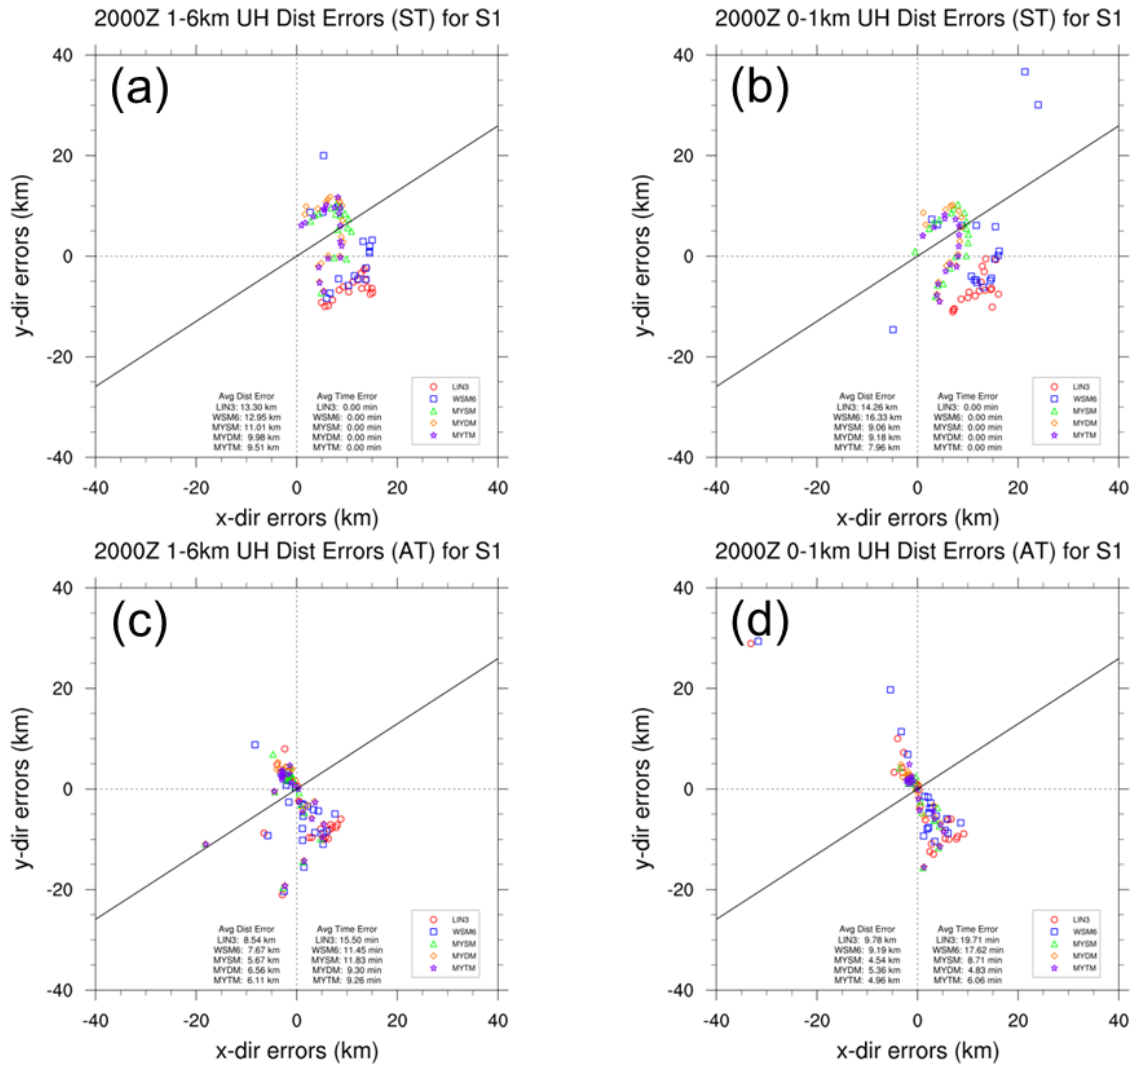 2000Z 1-6km UH Dist Errors (ST) for S1
(a)
40
20
0
-20
-40
y-dir errors (km)
Avg Dist Error
LIN3: 13.30 km
WSM6: 12.95 km
MYSM: 11.01 km
MYDM: 9.98 km
MYTM: 9.51 km
Avg Time Error
LIN3: 0.00 min
WSM6: 0.00 min
MYSM: 0.00 min
MYDM: 0.00 min
MYTM: 0.00 min
LIN3
WSM6
MYSM
MYDM
MYTM
-40 -20 0 20 40
x-dir errors (km)
2000Z 0-1km UH Dist Errors (ST) for S1
(b)
40
20
0
-20
-40
y-dir errors (km)
Avg Dist Error
LIN3: 14.26 km
WSM6: 16.33 km
MYSM: 9.06 km
MYDM: 9.18 km
MYTM: 7.96 km
Avg Time Error
LIN3: 0.00 min
WSM6: 0.00 min
MYSM: 0.00 min
MYDM: 0.00 min
MYTM: 0.00 min
LIN3
WSM6
MYSM
MYDM
MYTM
-40 -20 0 20 40
x-dir errors (km)
2000Z 1-6km UH Dist Errors (AT) for S1
(c)
40
20
0
-20
-40
y-dir errors (km)
Avg Dist Error
LIN3: 8.54 km
WSM6: 7.67 km
MYSM: 5.67 km
MYDM: 6.56 km
MYTM: 6.11 km
Avg Time Error
LIN3: 15.50 min
WSM6: 11.45 min
MYSM: 11.83 min
MYDM: 9.30 min
MYTM: 9.26 min
LIN3
WSM6
MYSM
MYDM
MYTM
-40 -20 0 20 40
x-dir errors (km)
2000Z 0-1km UH Dist Errors (AT) for S1
(d)
40
20
0
-20
-40
y-dir errors (km)
Avg Dist Error
LIN3: 9.78 km
WSM6: 9.19 km
MYSM: 4.54 km
MYDM: 5.36 km
MYTM: 4.96 km
Avg Time Error
LIN3: 19.71 min
WSM6: 17.62 min
MYSM: 8.71 min
MYDM: 4.83 min
MYTM: 6.06 min
LIN3
WSM6
MYSM
MYDM
MYTM
-40 -20 0 20 40
x-dir errors (km)